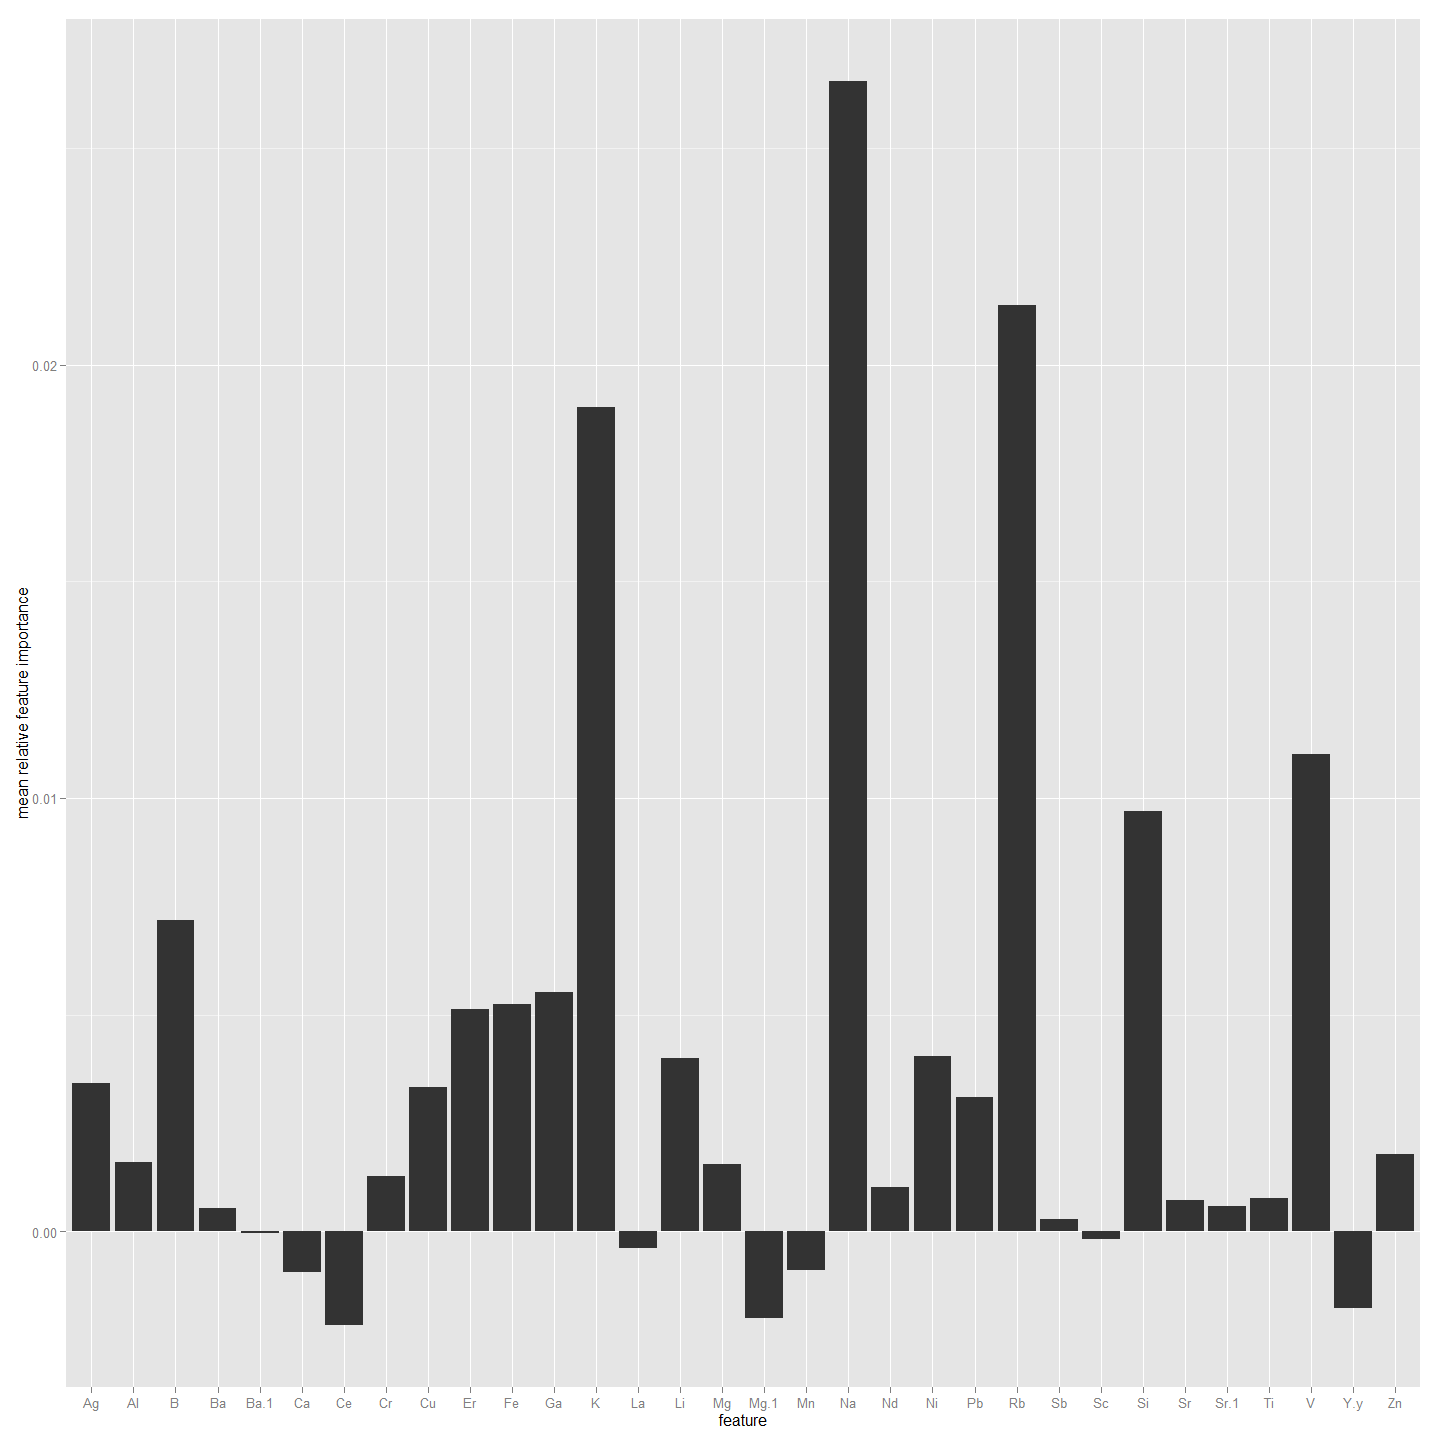 mean relative feature importance
0.02
0.01
0.00
Ag Al B Ba Ba.1 Ca Ce Cr Cu Er Fe Ga K La Li Mg Mg.1 Mn Na Nd Ni Pb Rb Sb Sc Si Sr Sr.1 Ti V Y.y Zn
feature